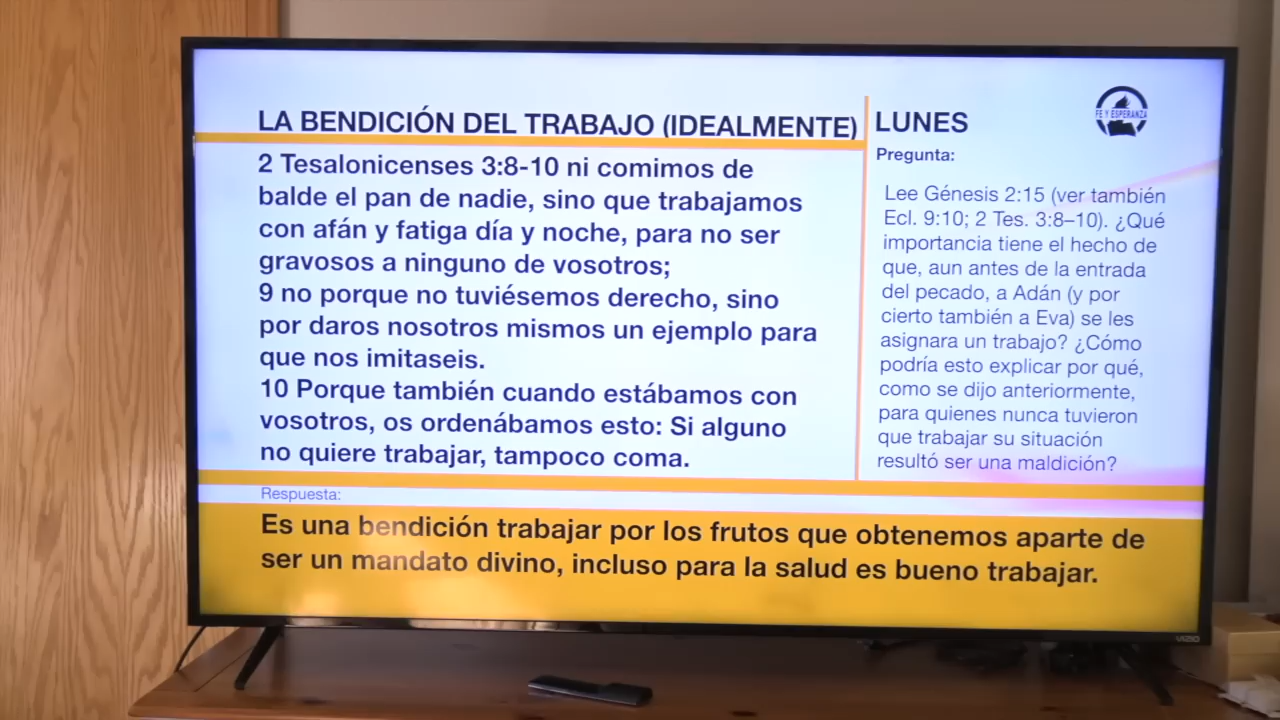 LA BENDICIÓN DEL TRABAJO (IDEALMENTE)
2 Tesalonicenses 3:8-10 ni comimos de
balde el pan de nadie, sino que trabajamos
con afán y fatiga día y noche, para no ser
gravosos a ninguno de vosotros;
9 no porque no tuviésemos derecho, sino
por daros nosotros mismos un ejemplo para
que nos imitaseis.
10 Porque también cuando estábamos con
vosotros, os ordenábamos esto: Si alguno
no quiere trabajar, tampoco coma.
LUNES
FE Y ESPERANZA
Pregunta:
Lee Génesis 2:15 (ver también
Ecl. 9:10; 2 Tes. 3:8–10). ¿Qué
importancia tiene el hecho de
que, aun antes de la entrada
del pecado, a Adán (y por
cierto también a Eva) se les
asignara un trabajo? ¿Cómo
podría esto explicar por qué,
como se dijo anteriormente,
para quienes nunca tuvieron
que trabajar su situación
resultó ser una maldición?
Respuesta:
Es una bendición trabajar por los frutos que obtenemos aparte de
ser un mandato divino, incluso para la salud es bueno trabajar.
VIZIO